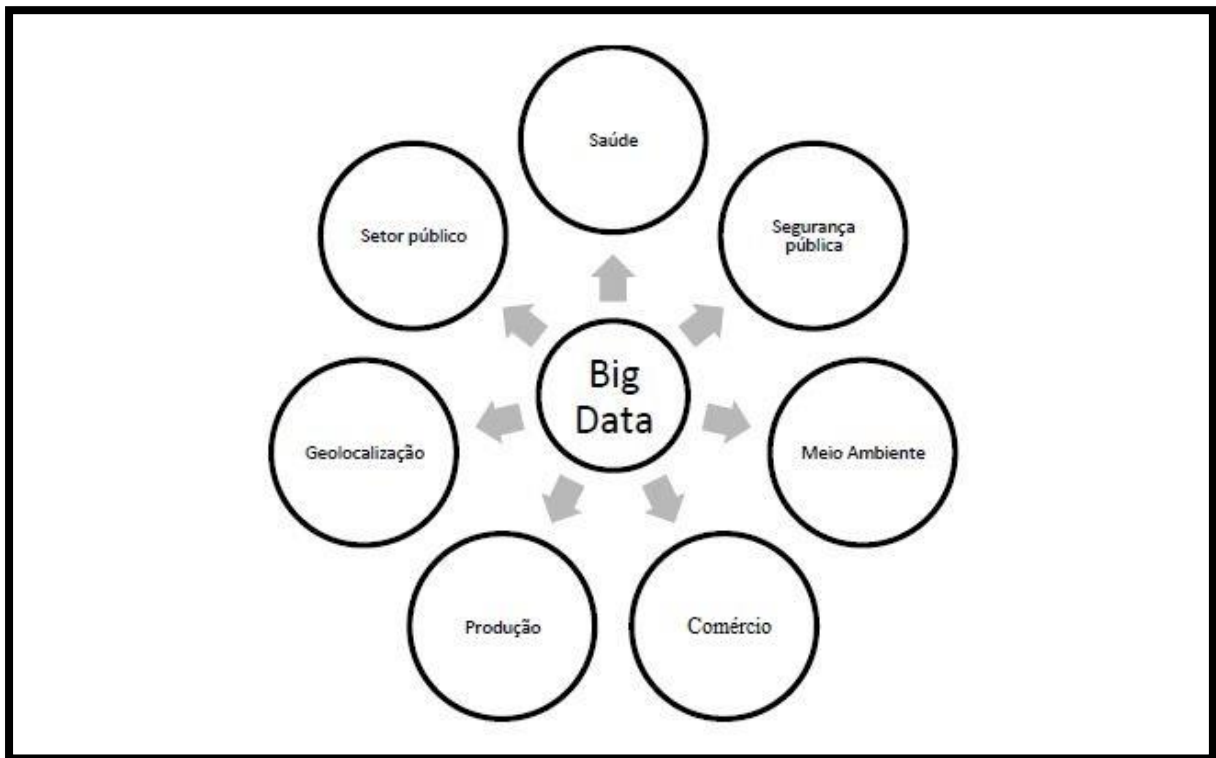 Saúde
Segurança
pública
Setor público
Big
Data
Geolocalização
Meio Ambiente
Produção
Comércio